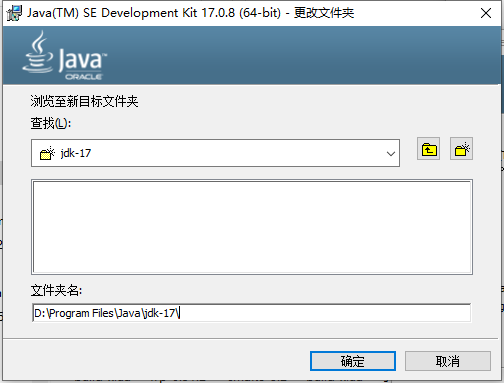 Java(TM) SE Development Kit 17.0.8 (64-bit) - 更改文件夹
Java
ORACLE
浏览至新目标文件夹
查找(L):
jdk-17
文件夹名:
D:\Program Files\Java\jdk-17\
确定
取消